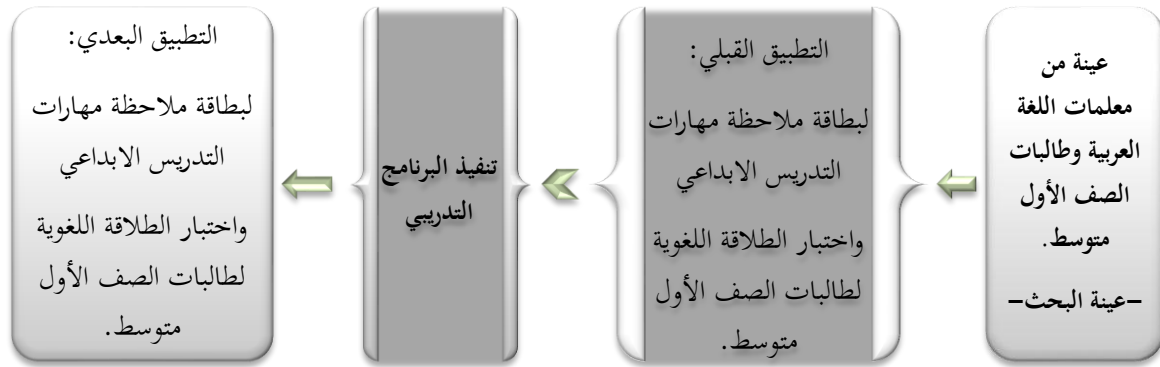 عينة من
معلمات اللغة
العربية وطالبات
الصف الأول
متوسط.
–عينة البحث–
التطبيق القبلي:
لبطاقة ملاحظة مهارات
التدريس الابداعي
واختبار الطلاقة اللغوية
لطالبات الصف الأول
متوسط.
تنفيذ البرنامج
التدريبي
التطبيق البعدي:
لبطاقة ملاحظة مهارات
التدريس الابداعي
واختبار الطلاقة اللغوية
لطالبات الصف الأول
متوسط.